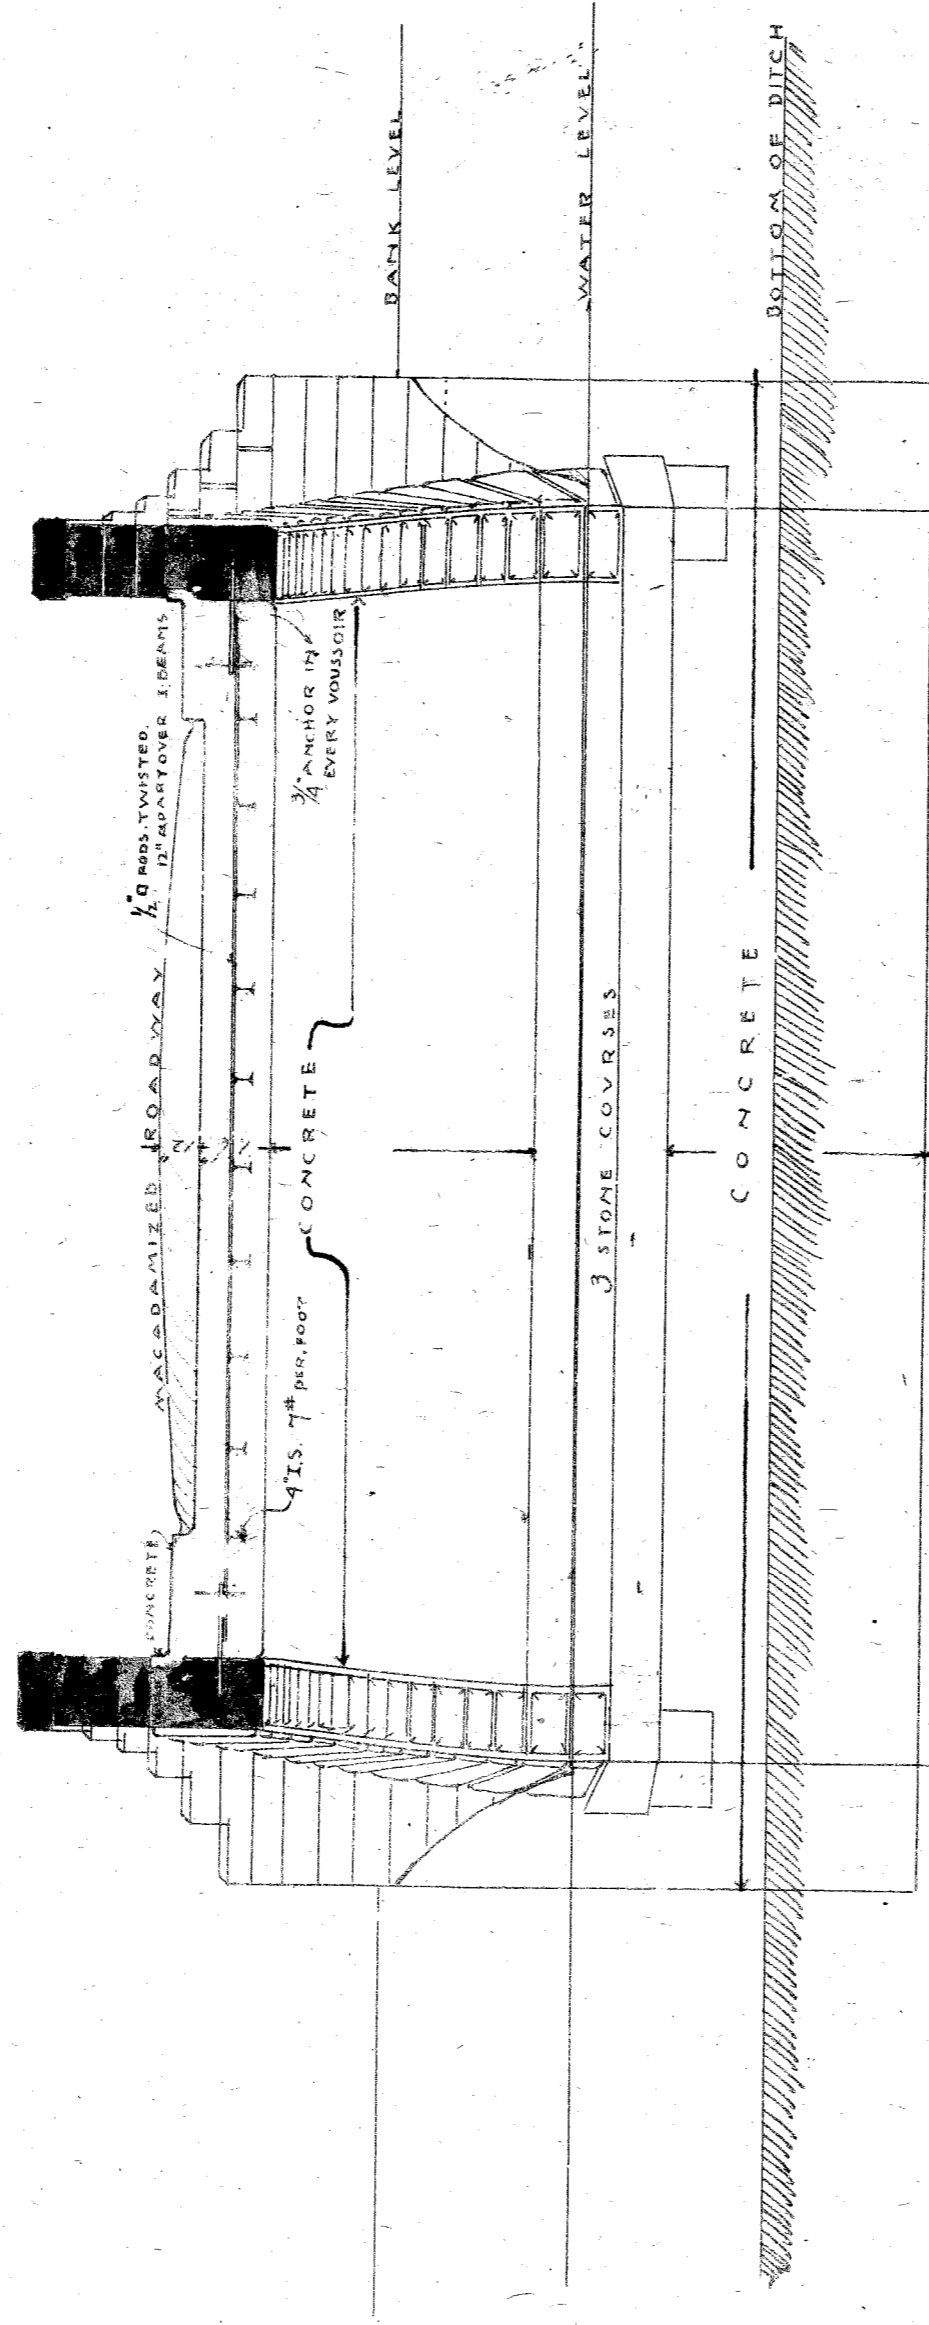 CONCRETE
MACADAMIZED ROADWAY
½" RODS. TWISTED.
12" APART OVER I BEAMS
4" I.S. 7# PER. FOOT
CONCRETE
¾" ANCHOR IN
EVERY VOUSSOIR
BANK LEVEL
WATER LEVEL
3 STONE COVRSES
CONCRETE
BOTTOM OF DITCH